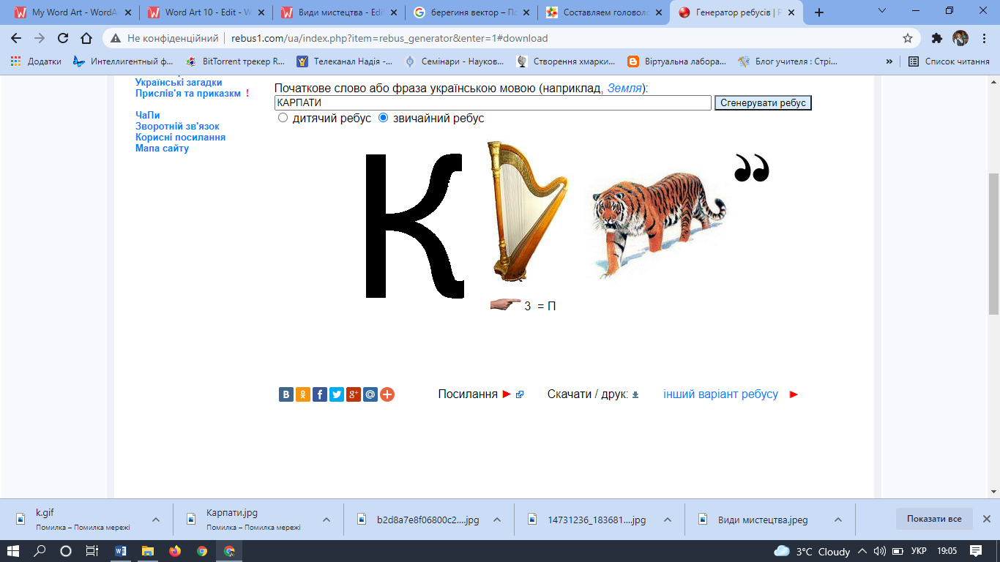 My Word Art - WordA
Word Art 10 - Edit - W
Види мистецтва - Edi
берегиня вектор – По
Составляем головоло
Генератор ребусів | Р
Не конфіденційний
rebus1.com/ua/index.php?item=rebus_generator&enter=1#download
Додатки
Интеллигентный ф...
BitTorrent трекер R...
Телеканал Надія -...
Семінари - Науков...
Створення хмарки...
Віртуальна лабора...
Блог учителя : Стрі...
»
Список читання
Українські загадки
Прислів'я та приказки !
ЧаПи
Зворотній зв'язок
Корисні посилання
Мапа сайту
Початкове слово або фраза українською мовою (наприклад, Земля):
КАРПАТИ
Сгенерувати ребус
дитячий ребус звичайний ребус
К
,,
3 = П
Посилання
Скачати / друк:
інший варіант ребусу
k.gif
Помилка – Помилка мережі
Карпати.jpg
Помилка – Помилка мережі
b2d8a7e8f06800c2....jpg
14731236_183681....jpg
Види мистецтва.jpeg
Показати все
3°C Cloudy
УКР
19:05